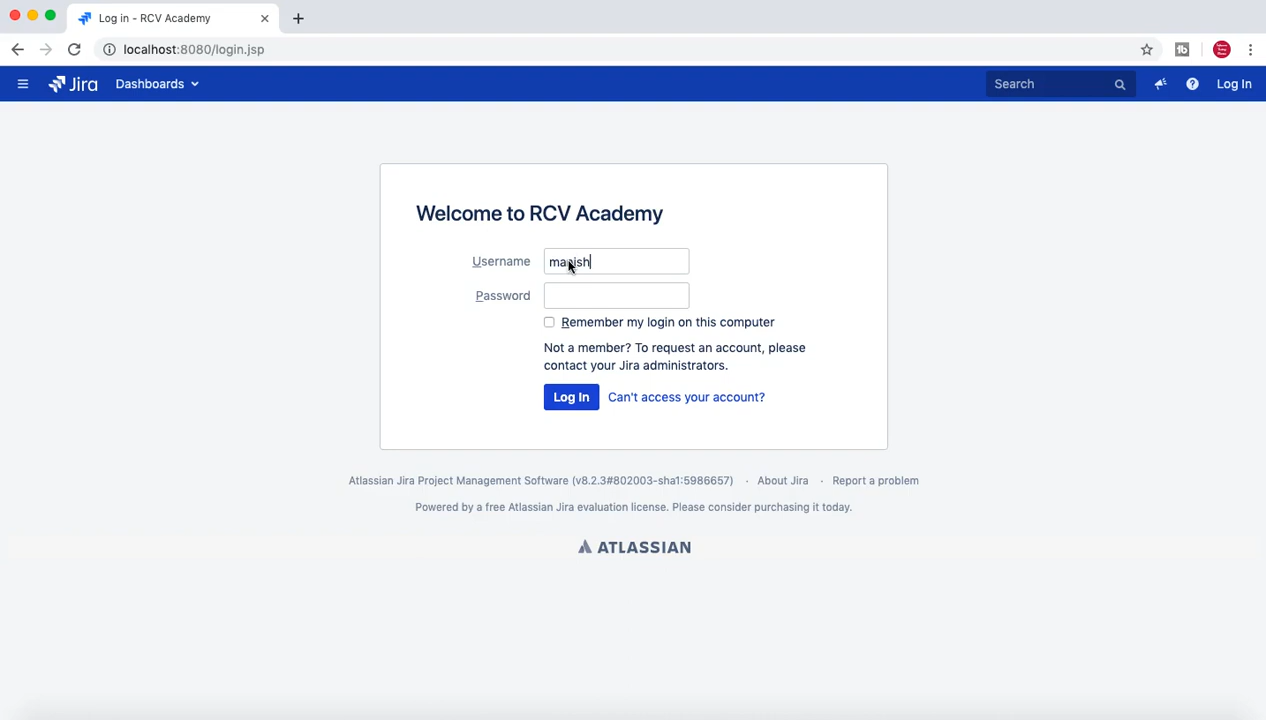 Log in - RCV Academy
localhost:8080/login.jsp
Jira Dashboards Search Log In
Welcome to RCV Academy
Username manish
Password
Remember my login on this computer
Not a member? To request an account, please
contact your Jira administrators.
Log In Can't access your account?
Atlassian Jira Project Management Software (v8.2.3#802003-sha1:5986657) · About Jira · Report a problem
Powered by a free Atlassian Jira evaluation license. Please consider purchasing it today.
ATLASSIAN